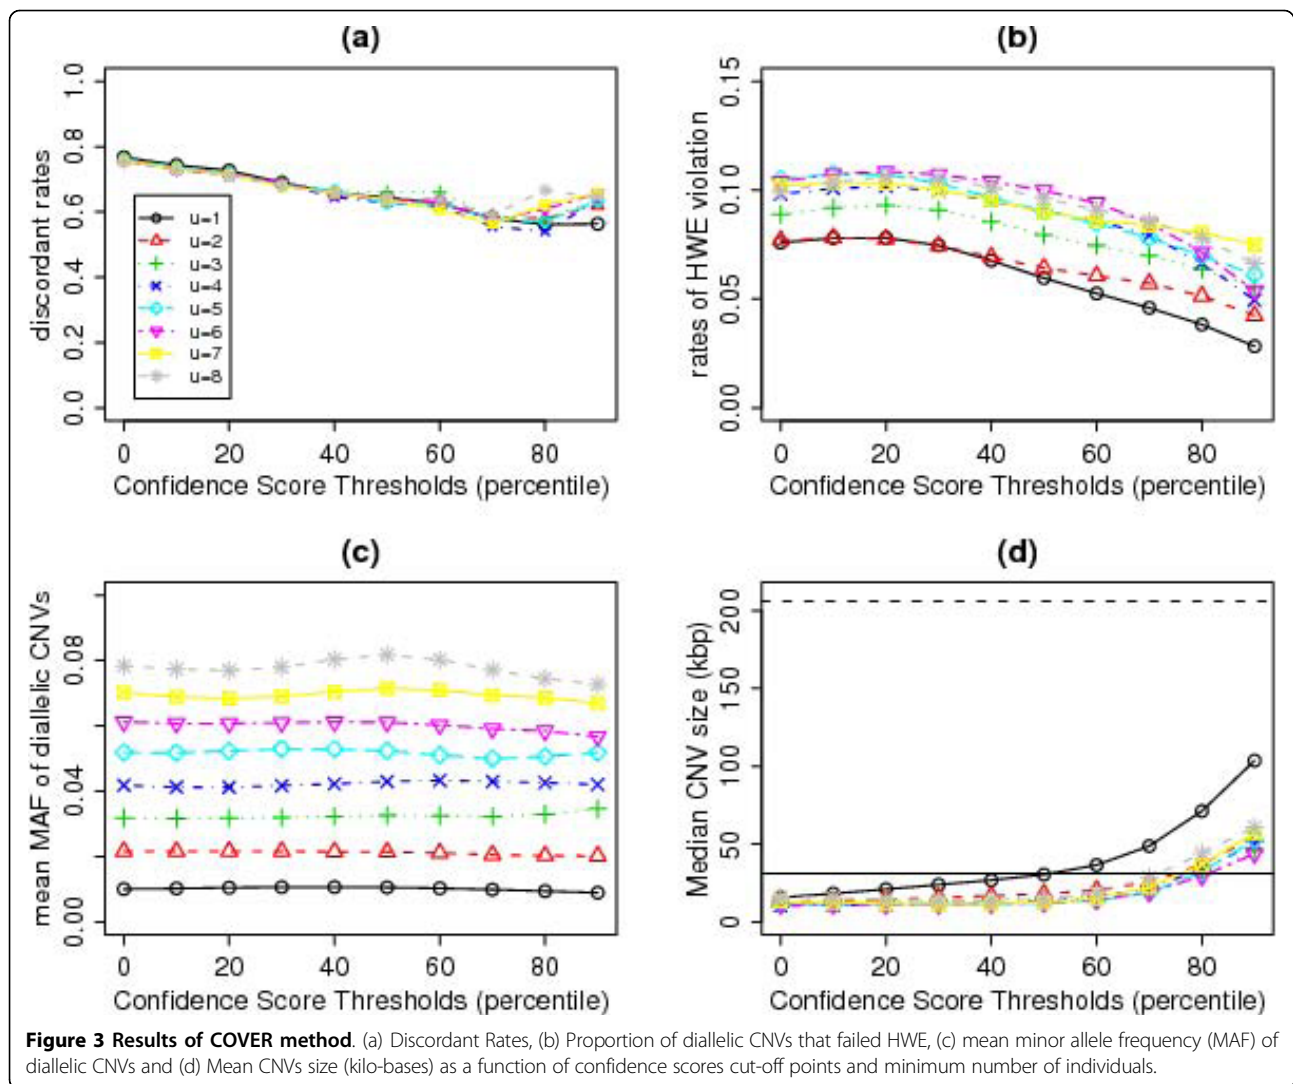 (a)
discordant rates
1.0
0.8
0.6
0.4
0.2
0.0
u=1
u=2
u=3
u=4
u=5
u=6
u=7
u=8
0 20 40 60 80
Confidence Score Thresholds (percentile)
(b)
rates of HWE violation
0.15
0.10
0.05
0.00
0 20 40 60 80
Confidence Score Thresholds (percentile)
(c)
mean MAF of diallelic CNVs
0.08
0.04
0.00
0 20 40 60 80
Confidence Score Thresholds (percentile)
(d)
Median CNV size (kbp)
200
150
100
50
0
0 20 40 60 80
Confidence Score Thresholds (percentile)
Figure 3 Results of COVER method. (a) Discordant Rates, (b) Proportion of diallelic CNVs that failed HWE, (c) mean minor allele frequency (MAF) of
diallelic CNVs and (d) Mean CNVs size (kilo-bases) as a function of confidence scores cut-off points and minimum number of individuals.